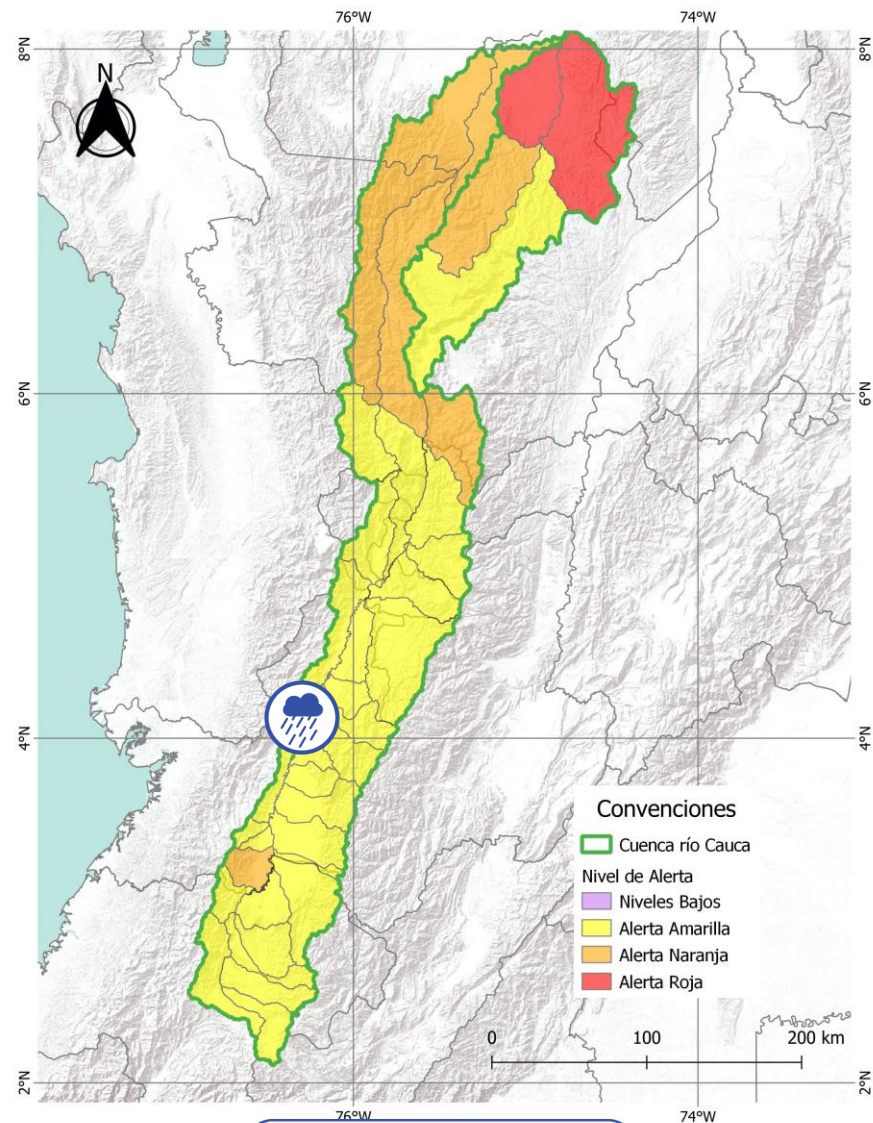 76°W 74°W
8°N 8°N
N
6°N 6°N
4°N 4°N
Convenciones
Cuenca río Cauca
Nivel de Alerta
Niveles Bajos
Alerta Amarilla
Alerta Naranja
Alerta Roja
0 100 200 km
2°N 2°N
76°W 74°W